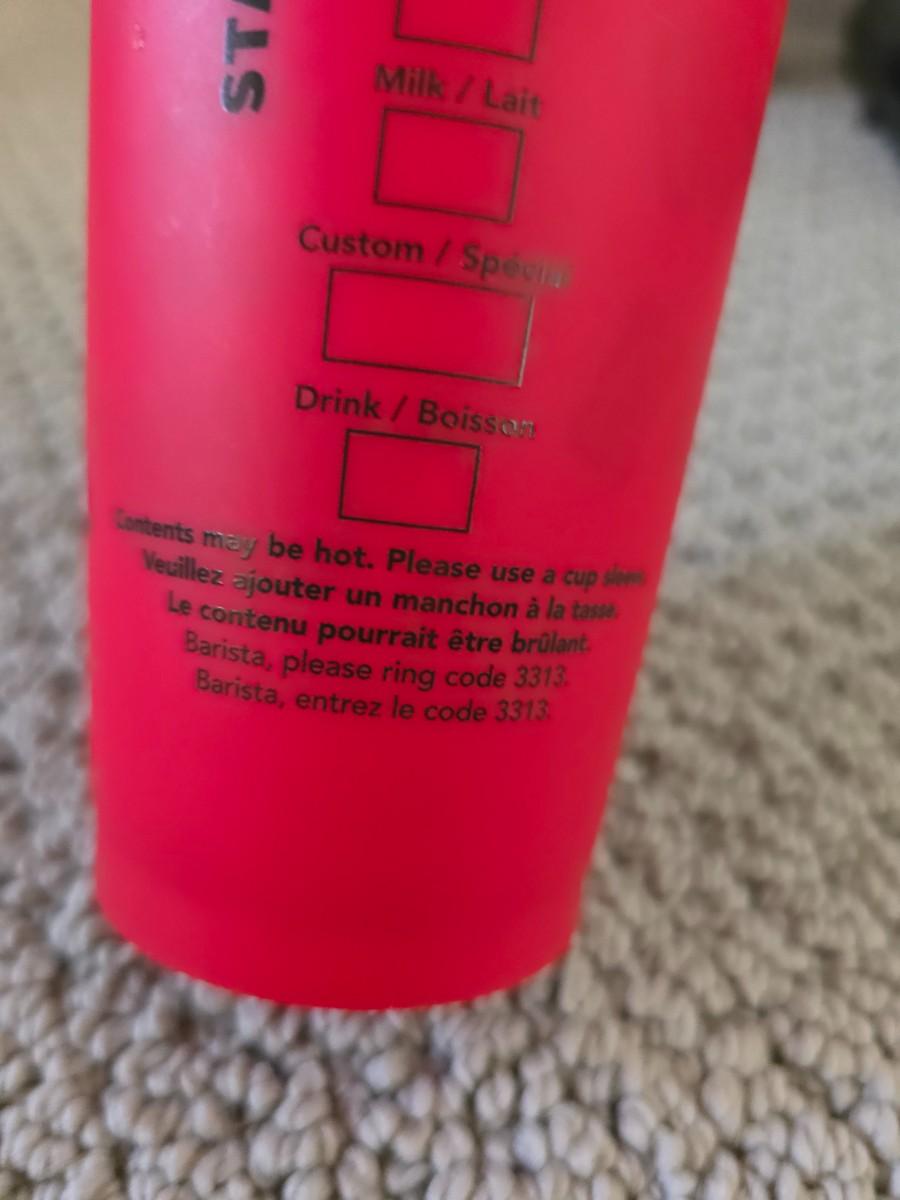 STA
Milk / Lait
Custom / Spécial
Drink / Boisson
Contents may be hot. Please use a cup sleeve.
Veuillez ajouter un manchon à la tasse.
Le contenu pourrait être brûlant.
Barista, please ring code 3313.
Barista, entrez le code 3313.